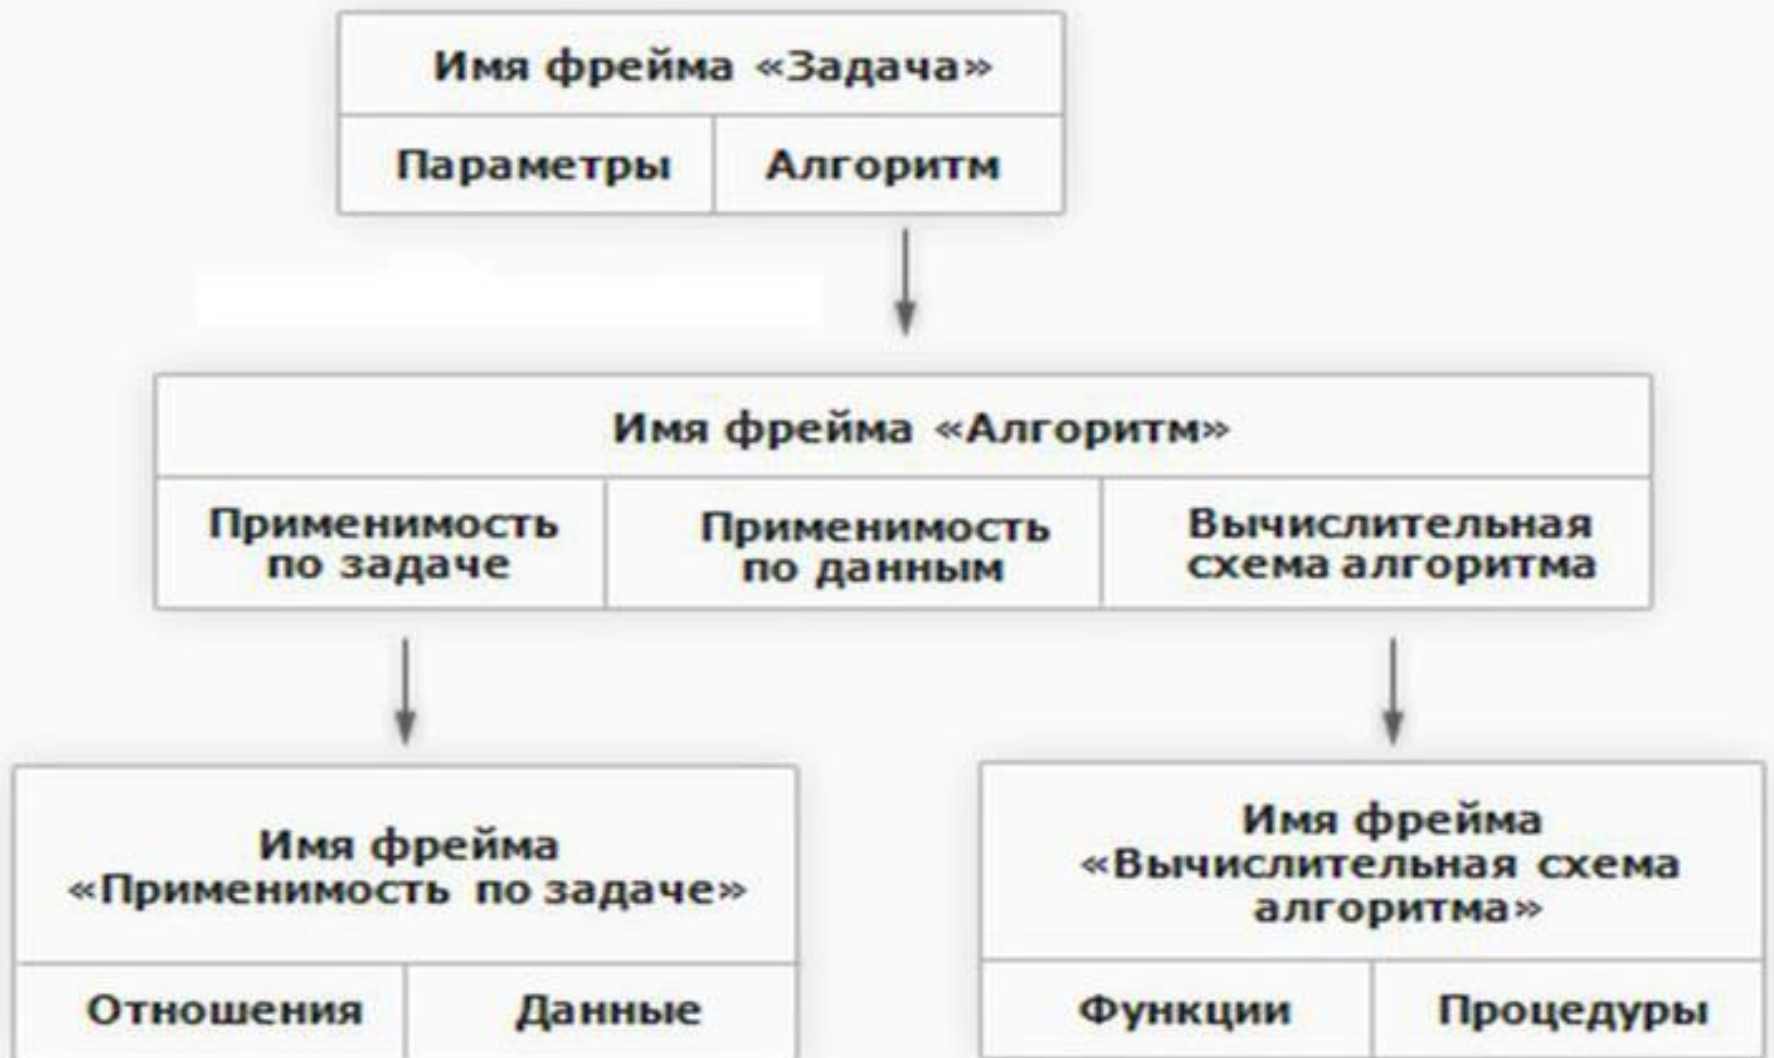 Имя фрейма «Задача»
Параметры
Алгоритм
Имя фрейма «Алгоритм»
Применимость
по задаче
Применимость
по данным
Вычислительная
схема алгоритма
Имя фрейма
«Применимость по задаче»
Отношения
Данные
Имя фрейма
«Вычислительная схема
алгоритма»
Функции
Процедуры